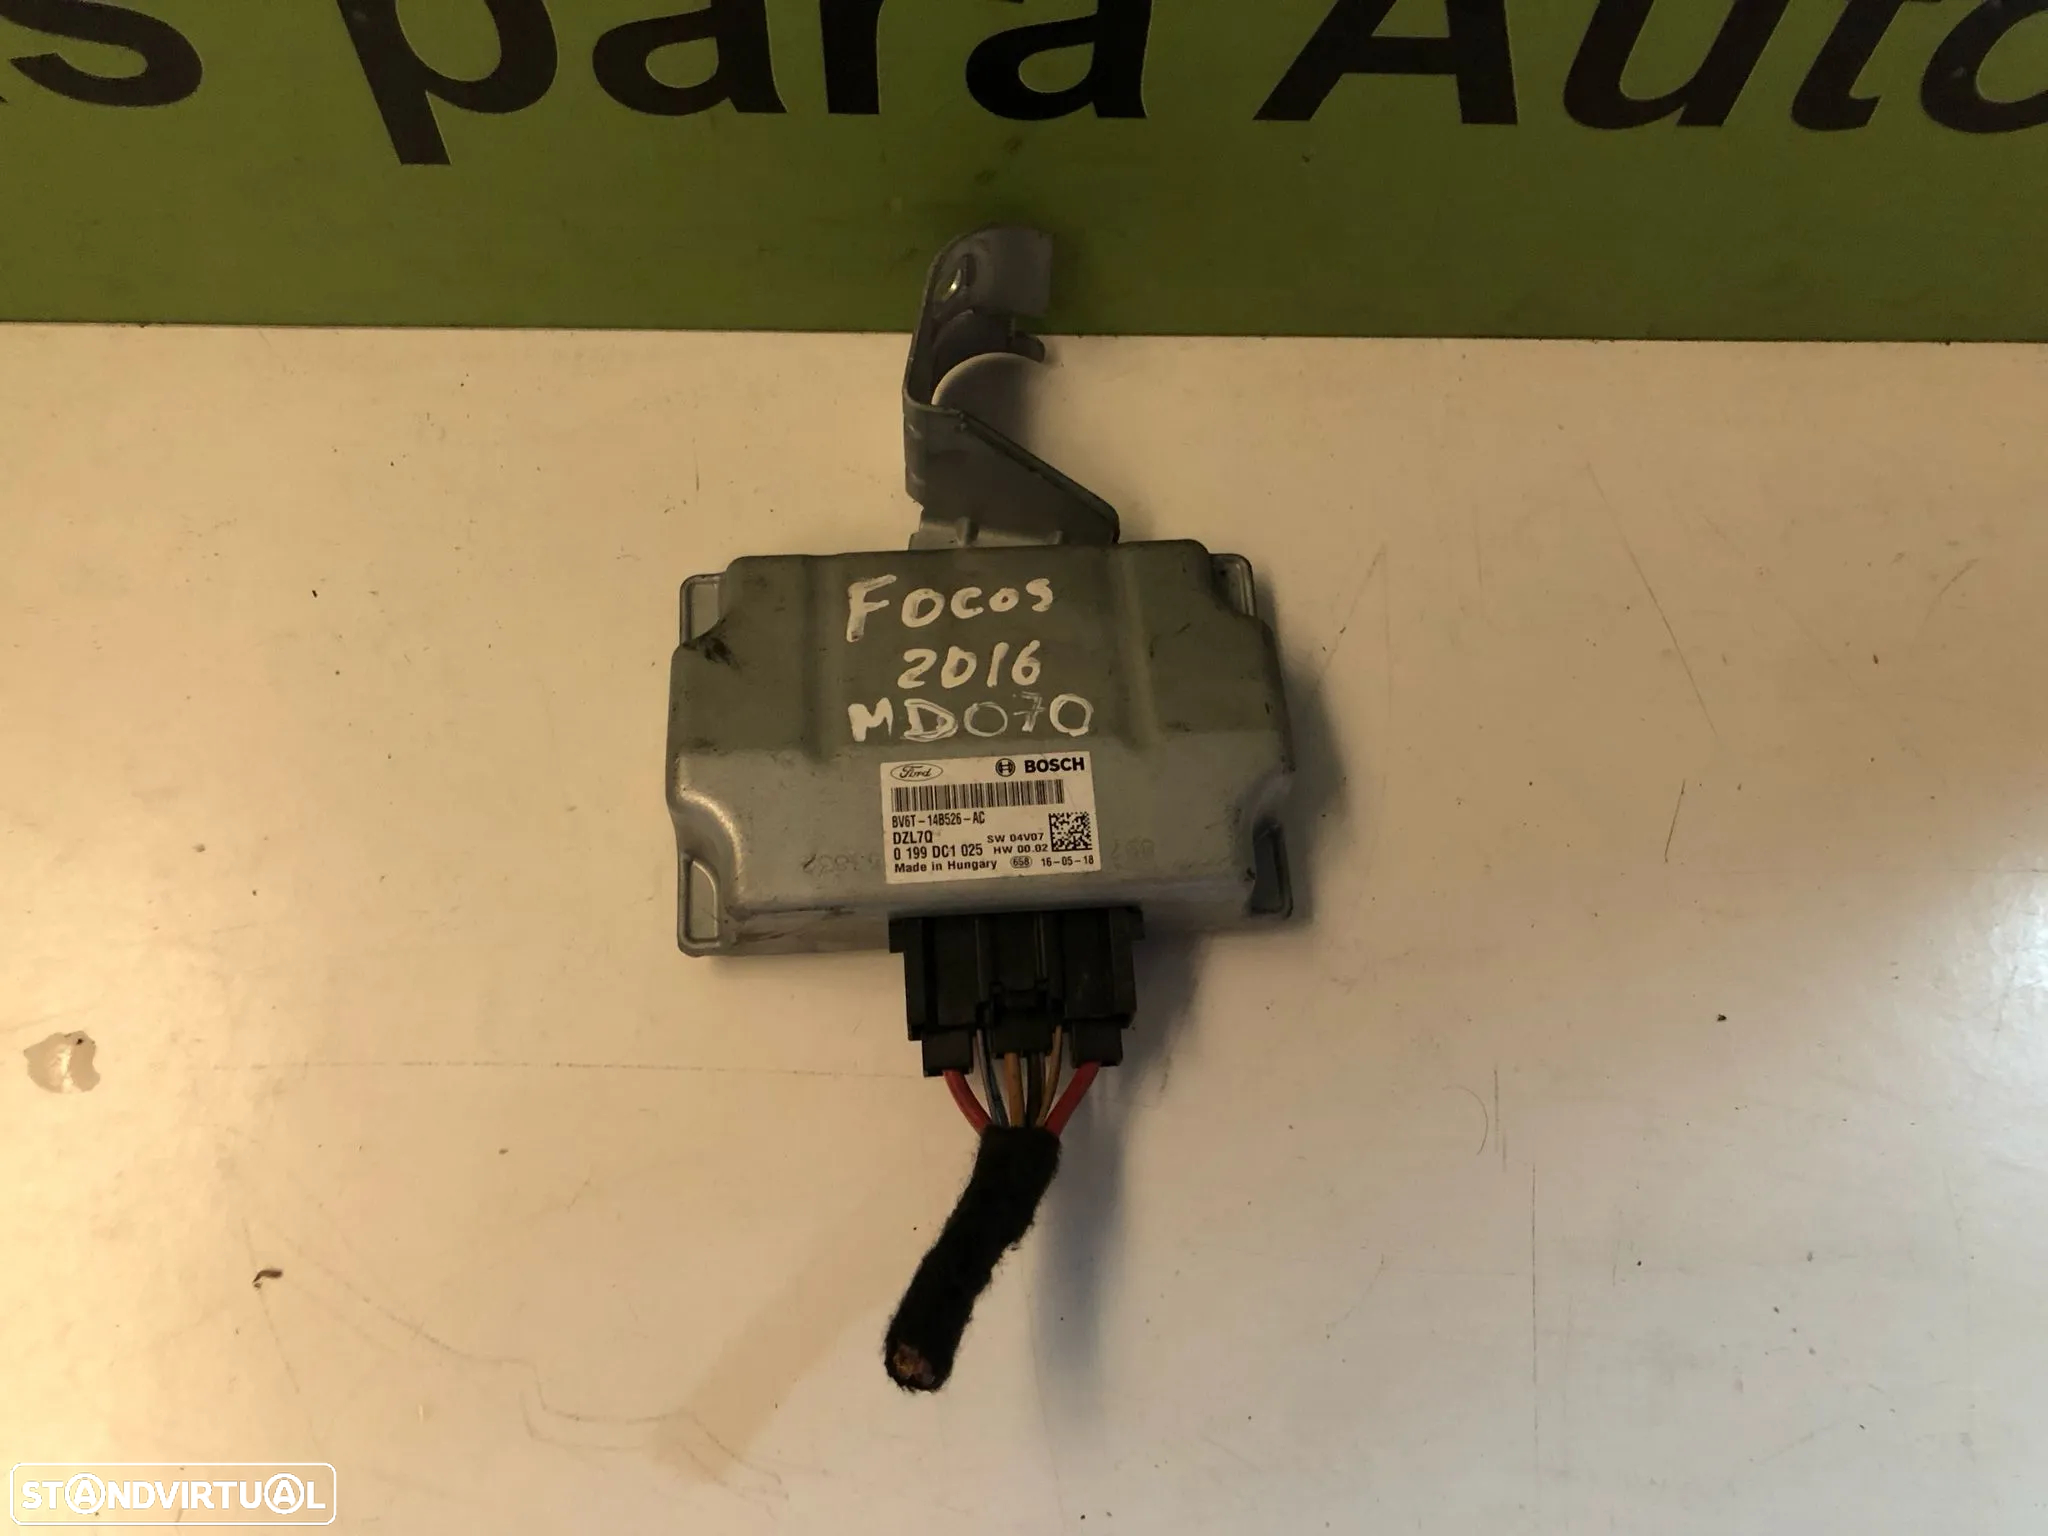 s para Auto
FOCOS
2016
MD070
Ford BOSCH
BV6T-14B526-AC
DZL7Q SW 04V07
0 199 DC1 025 HW 00.02
Made in Hungary 658 16-05-18
STANDVIRTUAL